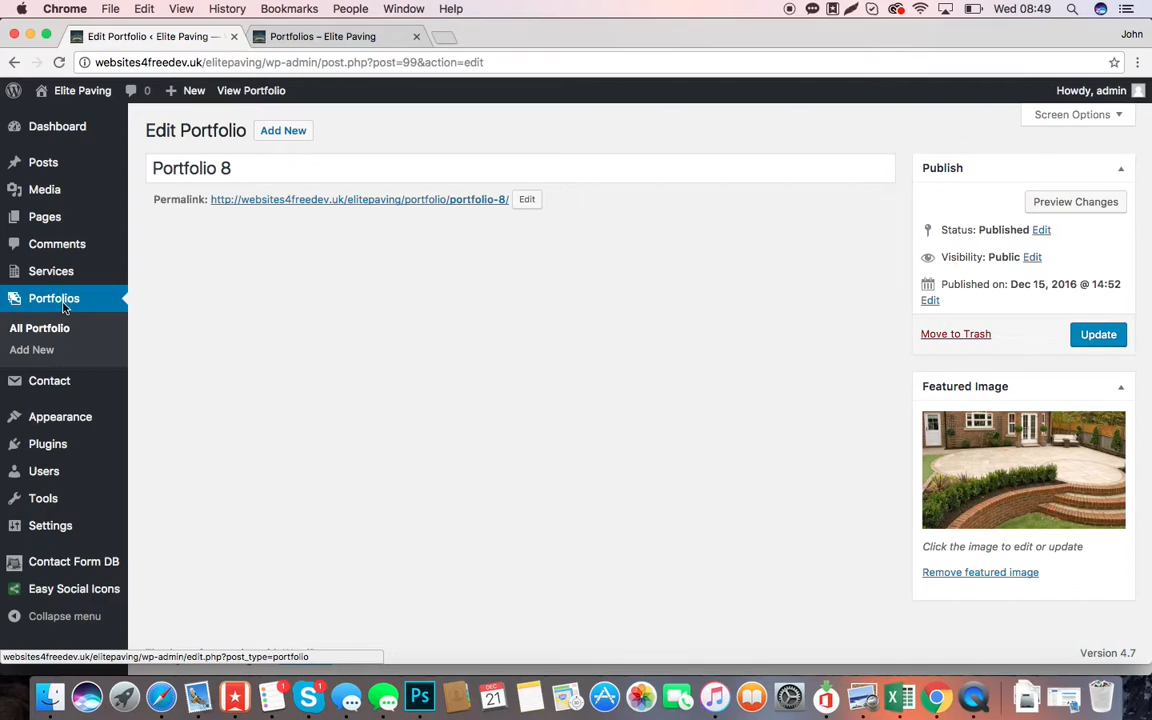 Chrome File Edit View History Bookmarks People Window Help Wed 08:49
Edit Portfolio ‹ Elite Paving — Portfolios – Elite Paving John
websites4freedev.uk/elitepaving/wp-admin/post.php?post=99&action=edit
Elite Paving 0 New View Portfolio Howdy, admin
Screen Options
Dashboard
Posts
Media
Pages
Comments
Services
Portfolios
All Portfolio
Add New
Contact
Appearance
Plugins
Users
Tools
Settings
Contact Form DB
Easy Social Icons
Collapse menu
Edit Portfolio Add New
Portfolio 8
Permalink: http://websites4freedev.uk/elitepaving/portfolio/portfolio-8/ Edit
Publish
Preview Changes
Status: Published Edit
Visibility: Public Edit
Published on: Dec 15, 2016 @ 14:52
Edit
Move to Trash Update
Featured Image
Click the image to edit or update
Remove featured image
Version 4.7
websites4freedev.uk/elitepaving/wp-admin/edit.php?post_type=portfolio
1 1 Ps DEC 21